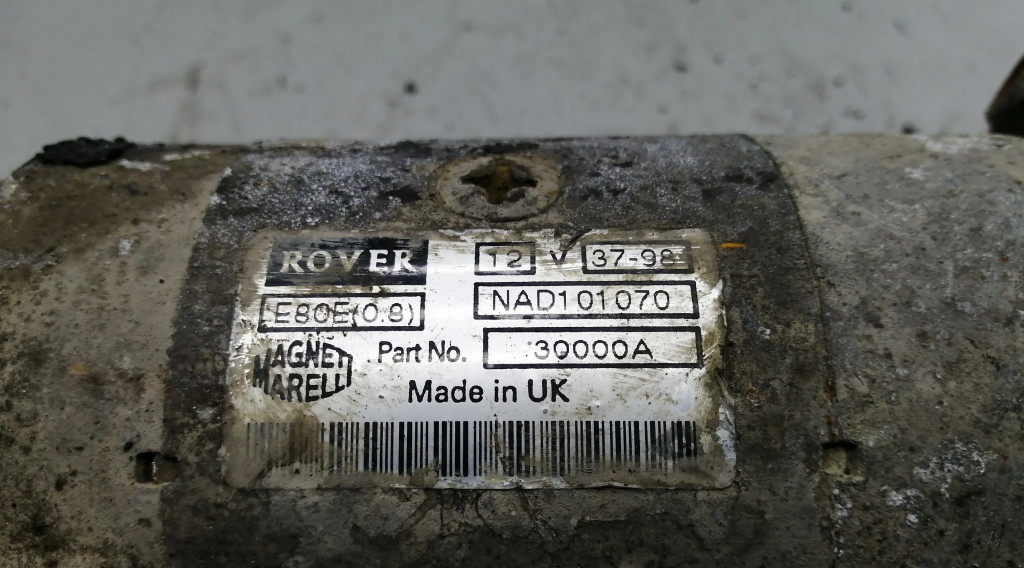 ROVER 12 V 37-98
E80E(0.8) NAD101070
MAGNETI
MARELLI
Part No. 30000A
Made in UK